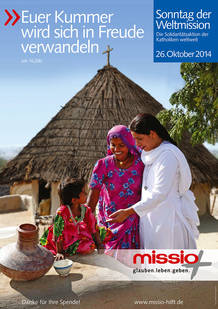 Euer Kummer
wird sich in Freude
verwandeln
Joh 16,20b
Sonntag der
Weltmission
Die Solidaritätsaktion der
Katholiken weltweit
26. Oktober 2014
missio
glauben.leben.geben.
Danke für Ihre Spende!
www.missio-hilft.de